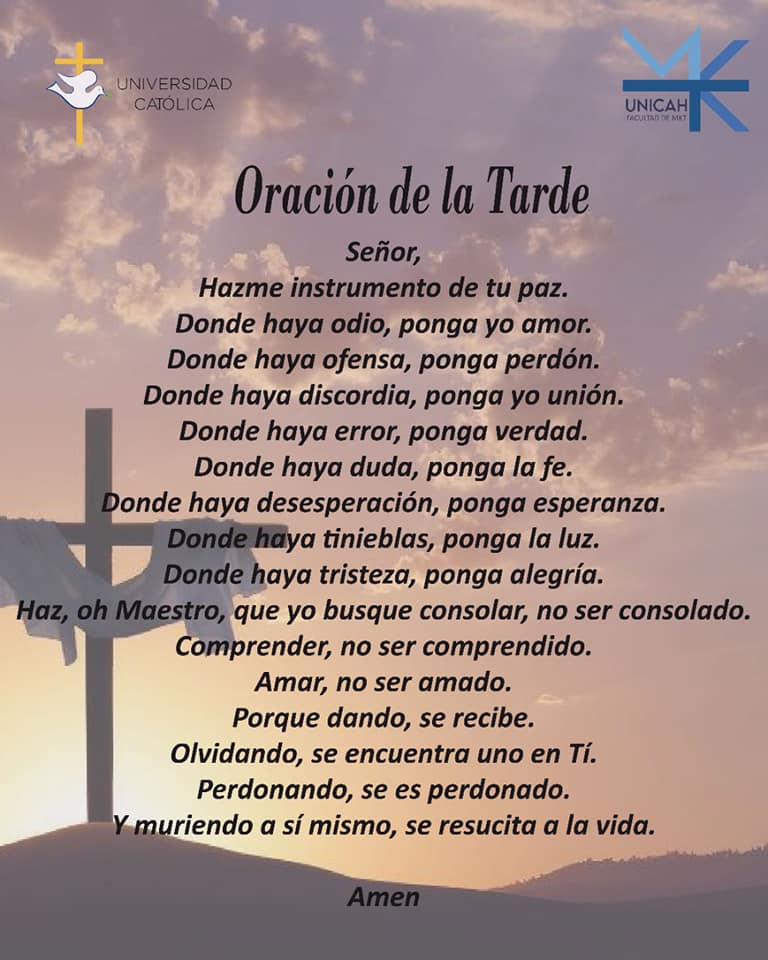 UNIVERSIDAD
CATÓLICA
MK
UNICAH
FACULTAD DE MKT
Oración de la Tarde
Señor,
Hazme instrumento de tu paz.
Donde haya odio, ponga yo amor.
Donde haya ofensa, ponga perdón.
Donde haya discordia, ponga yo unión.
Donde haya error, ponga verdad.
Donde haya duda, ponga la fe.
Donde haya desesperación, ponga esperanza.
Donde haya tinieblas, ponga la luz.
Donde haya tristeza, ponga alegría.
Haz, oh Maestro, que yo busque consolar, no ser consolado.
Comprender, no ser comprendido.
Amar, no ser amado.
Porque dando, se recibe.
Olvidando, se encuentra uno en Tí.
Perdonando, se es perdonado.
Y muriendo a sí mismo, se resucita a la vida.
Amen